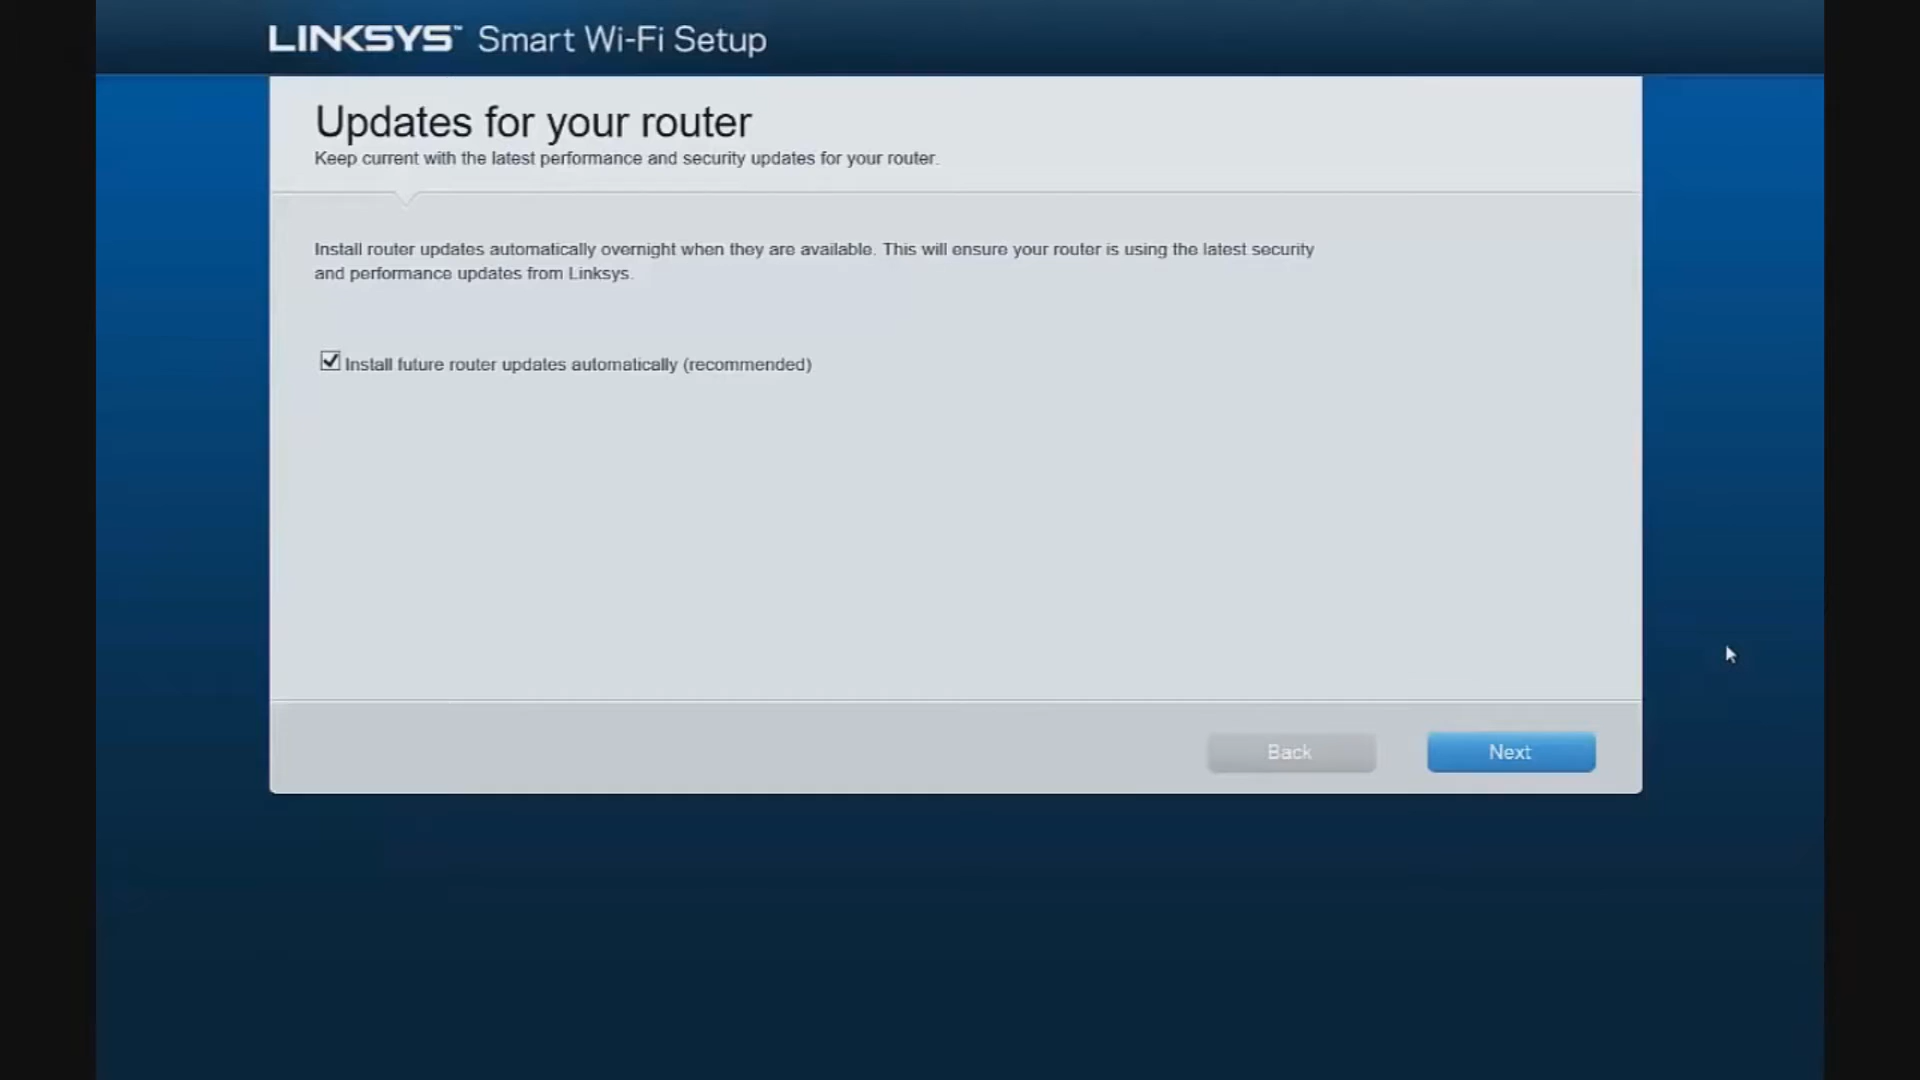 LINKSYS™ Smart Wi-Fi Setup
Updates for your router
Keep current with the latest performance and security updates for your router.
Install router updates automatically overnight when they are available. This will ensure your router is using the latest security
and performance updates from Linksys.
Install future router updates automatically (recommended)
Back Next